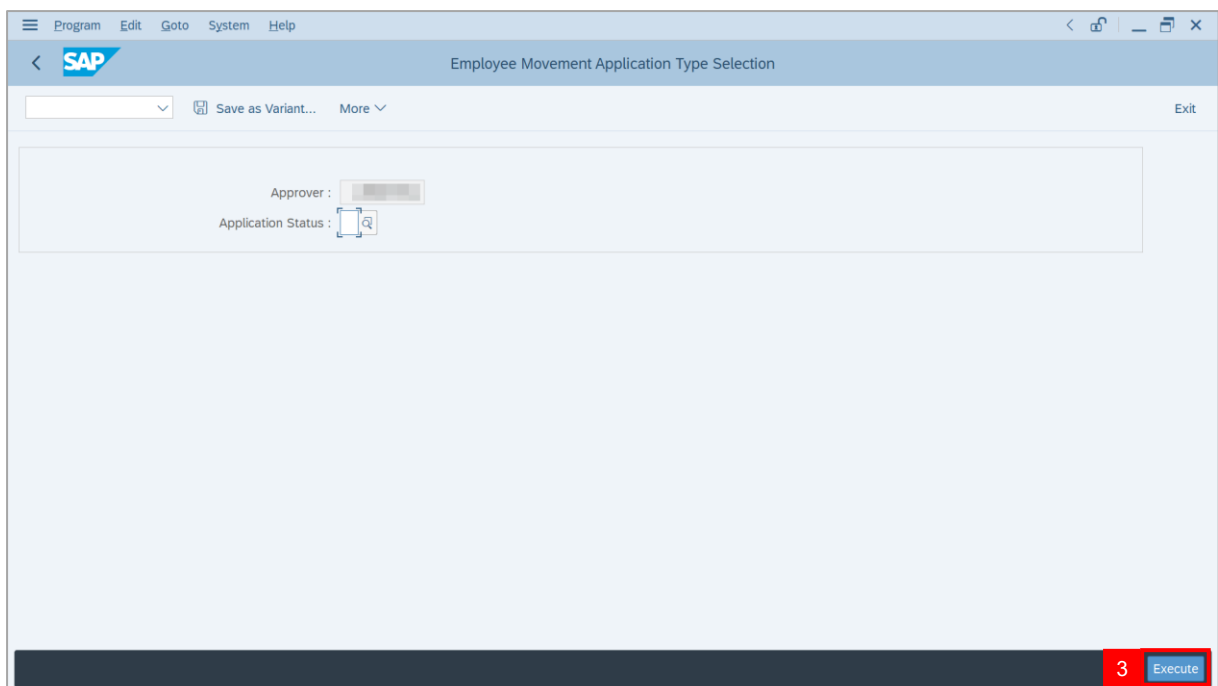 Program Edit Goto System Help
SAP
Employee Movement Application Type Selection
Save as Variant... More Exit
Approver :
Application Status :
3 Execute